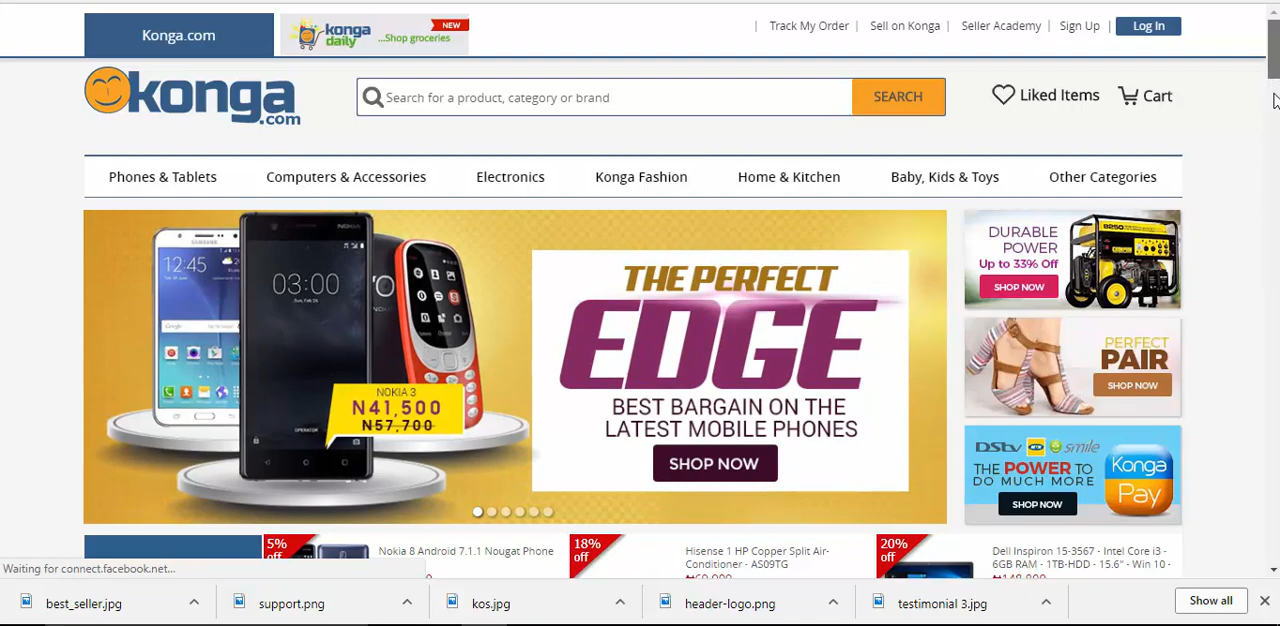 Konga.com
konga daily
NEW
...Shop groceries
Track My Order
Sell on Konga
Seller Academy
Sign Up
Log In
konga.com
Search for a product, category or brand
SEARCH
Liked Items
Cart
Phones & Tablets
Computers & Accessories
Electronics
Konga Fashion
Home & Kitchen
Baby, Kids & Toys
Other Categories
SAMSUNG
12:45
NOKIA
03:00
NOKIA 3
N41,500
N57,700
THE PERFECT
EDGE
BEST BARGAIN ON THE
LATEST MOBILE PHONES
SHOP NOW
DURABLE
POWER
Up to 33% Off
SHOP NOW
8250
PERFECT
PAIR
SHOP NOW
DStv
MTN
smile
THE POWER TO
DO MUCH MORE
SHOP NOW
Konga
Pay
5%
off
Nokia 8 Android 7.1.1 Nougat Phone
18%
off
Hisense 1 HP Copper Split Air-
Conditioner - AS09TG
20%
off
Dell Inspiron 15-3567 - Intel Core i3 -
6GB RAM - 1TB-HDD - 15.6" - Win 10 -
Waiting for connect.facebook.net...
best_seller.jpg
support.png
kos.jpg
header-logo.png
testimonial 3.jpg
Show all